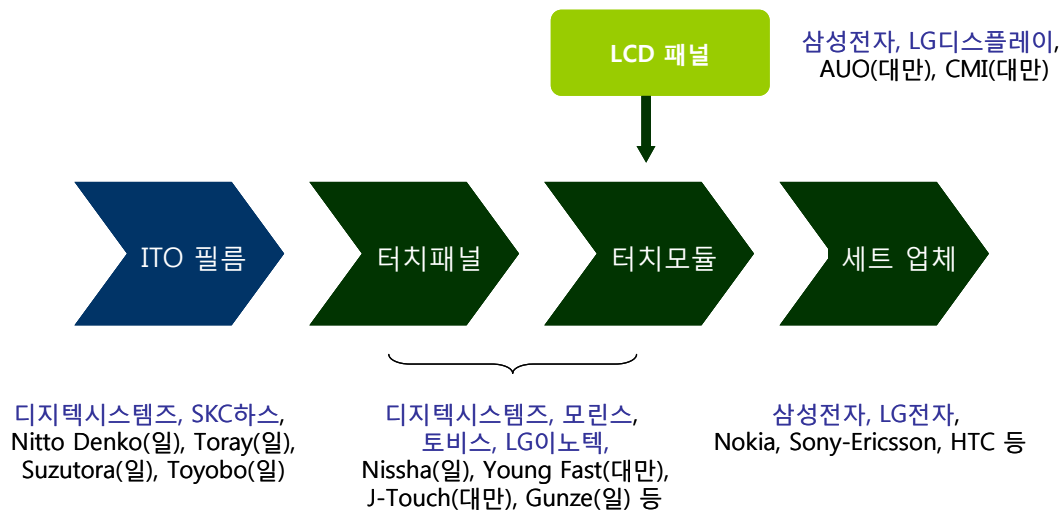 LCD 패널
삼성전자, LG디스플레이,
AUO(대만), CMI(대만)
ITO 필름
터치패널
터치모듈
세트 업체
디지텍시스템즈, SKC하스,
Nitto Denko(일), Toray(일),
Suzutora(일), Toyobo(일)
디지텍시스템즈, 모린스,
토비스, LG이노텍,
Nissha(일), Young Fast(대만),
J-Touch(대만), Gunze(일) 등
삼성전자, LG전자,
Nokia, Sony-Ericsson, HTC 등